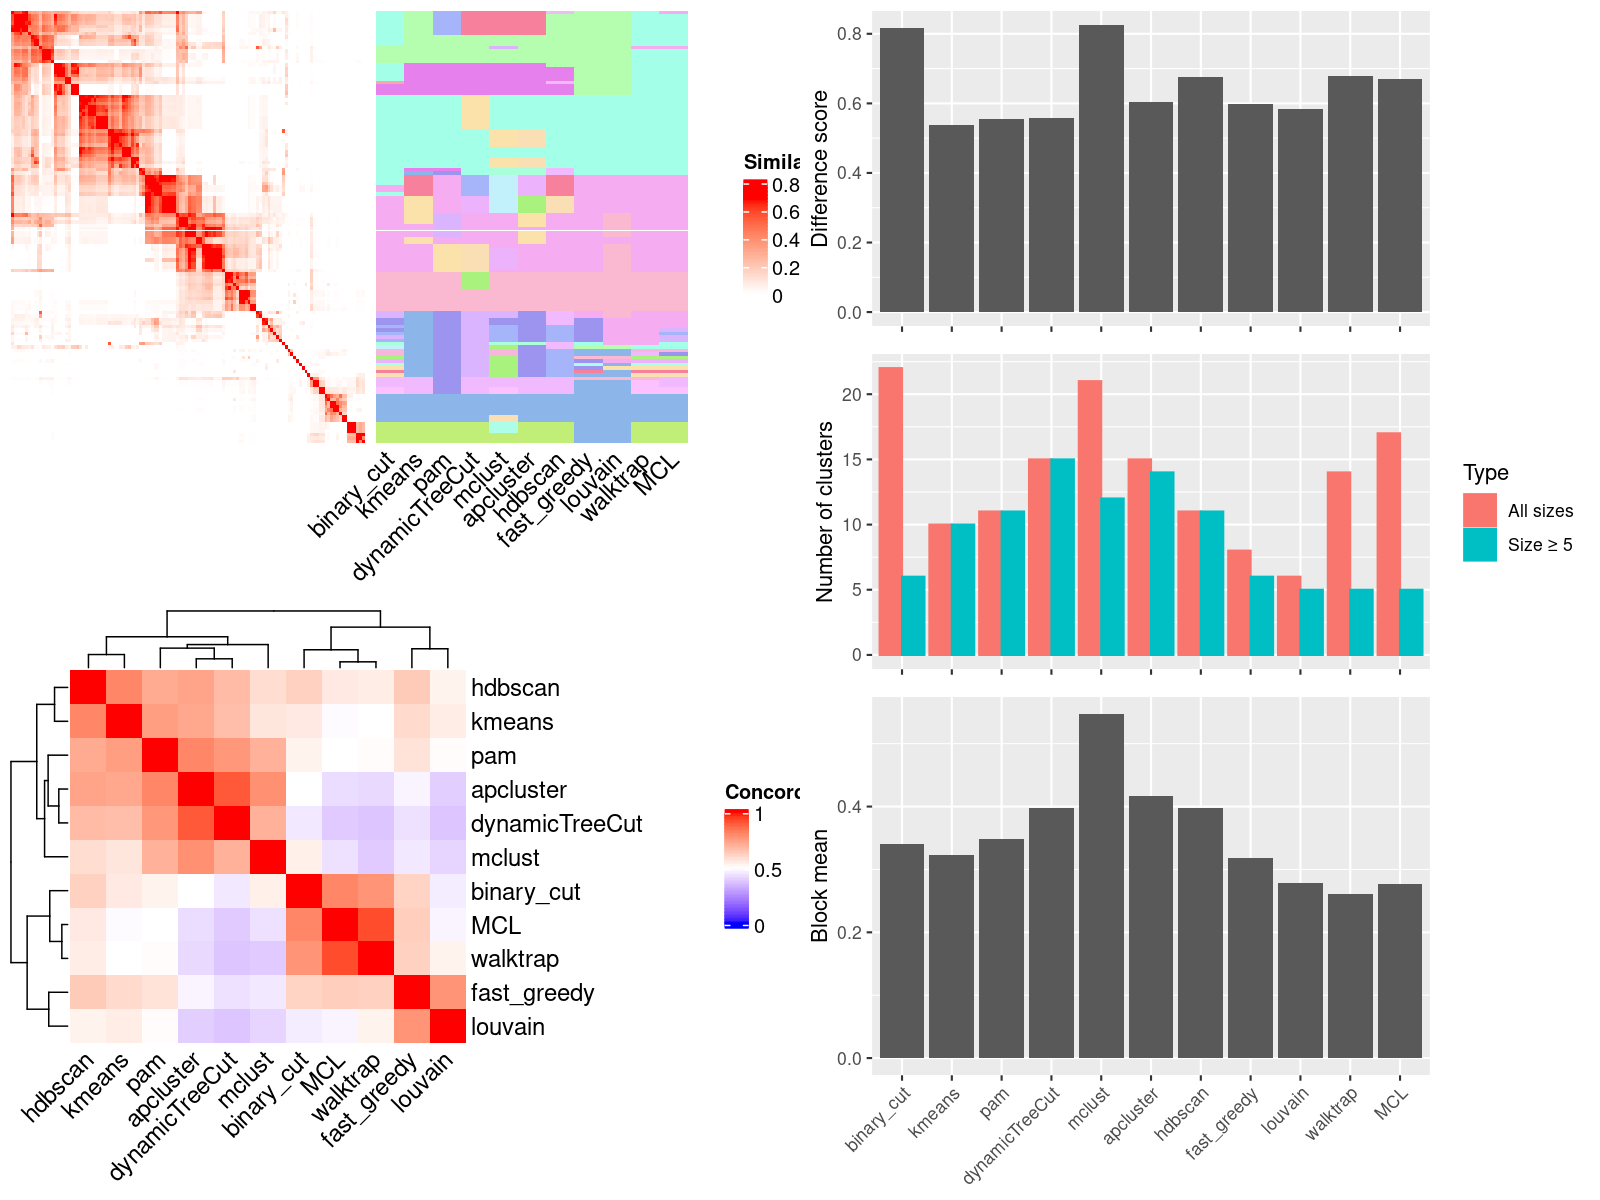 Simila
0.8
0.6
0.4
0.2
0
binary_cut
kmeans
pam
dynamicTreeCut
mclust
apcluster
hdbscan
fast_greedy
louvain
walktrap
MCL
hdbscan
kmeans
pam
apcluster
dynamicTreeCut
mclust
binary_cut
MCL
walktrap
fast_greedy
louvain
hdbscan
kmeans
pam
apcluster
dynamicTreeCut
mclust
binary_cut
MCL
walktrap
fast_greedy
louvain
Concord
1
0.5
0
Difference score
0.8
0.6
0.4
0.2
0.0
Number of clusters
20
15
10
5
0
Type
All sizes
Size ≥ 5
Block mean
0.4
0.2
0.0
binary_cut
kmeans
pam
dynamicTreeCut
mclust
apcluster
hdbscan
fast_greedy
louvain
walktrap
MCL